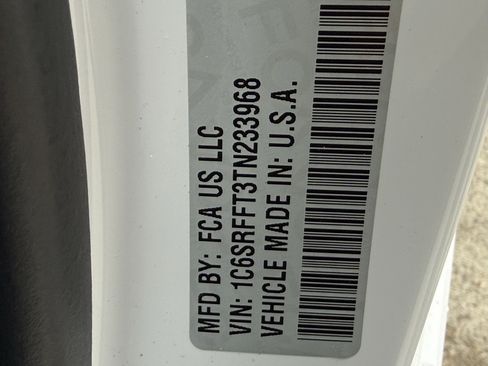 MFD BY: FCA US LLC
VIN: 1C6SRFFT3TN233968
VEHICLE MADE IN: U.S.A.